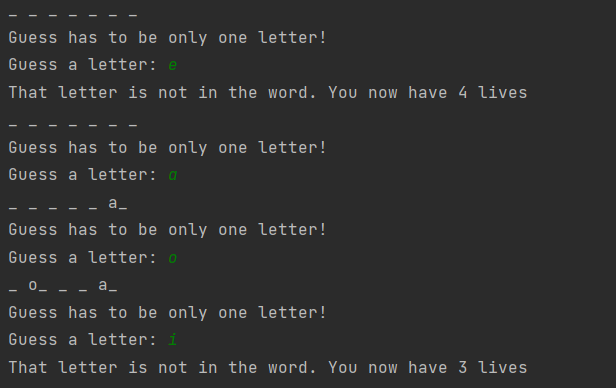 _ _ _ _ _ _ _
Guess has to be only one letter!
Guess a letter: e
That letter is not in the word. You now have 4 lives
_ _ _ _ _ _ _
Guess has to be only one letter!
Guess a letter: a
_ _ _ _ _ a_
Guess has to be only one letter!
Guess a letter: o
_ o_ _ _ a_
Guess has to be only one letter!
Guess a letter: i
That letter is not in the word. You now have 3 lives